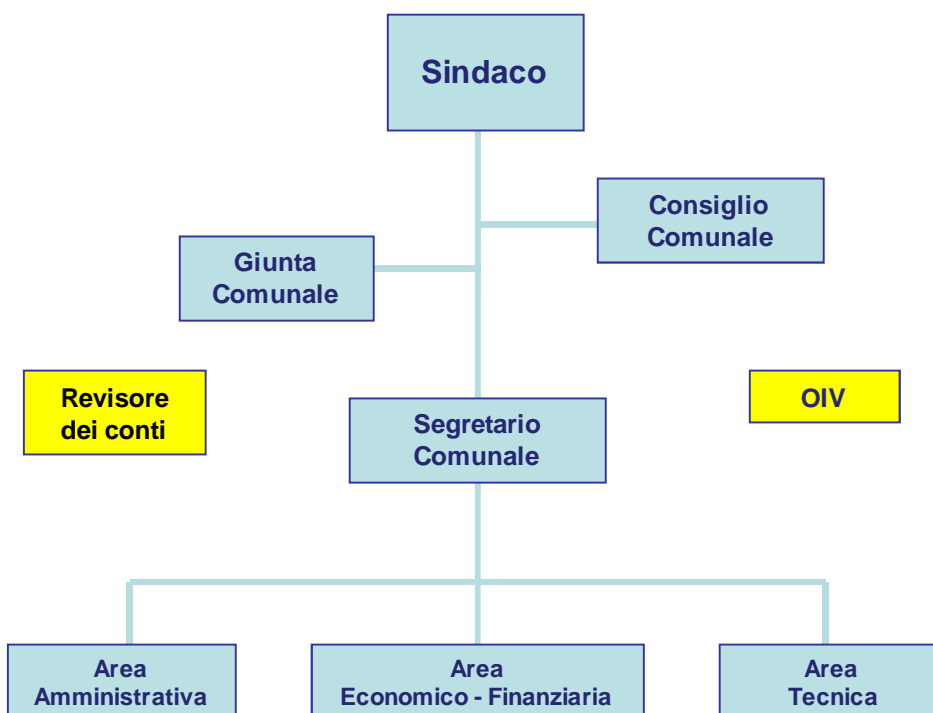 Sindaco
Consiglio
Comunale
Giunta
Comunale
Revisore
dei conti
OIV
Segretario
Comunale
Area
Amministrativa
Area
Economico - Finanziaria
Area
Tecnica